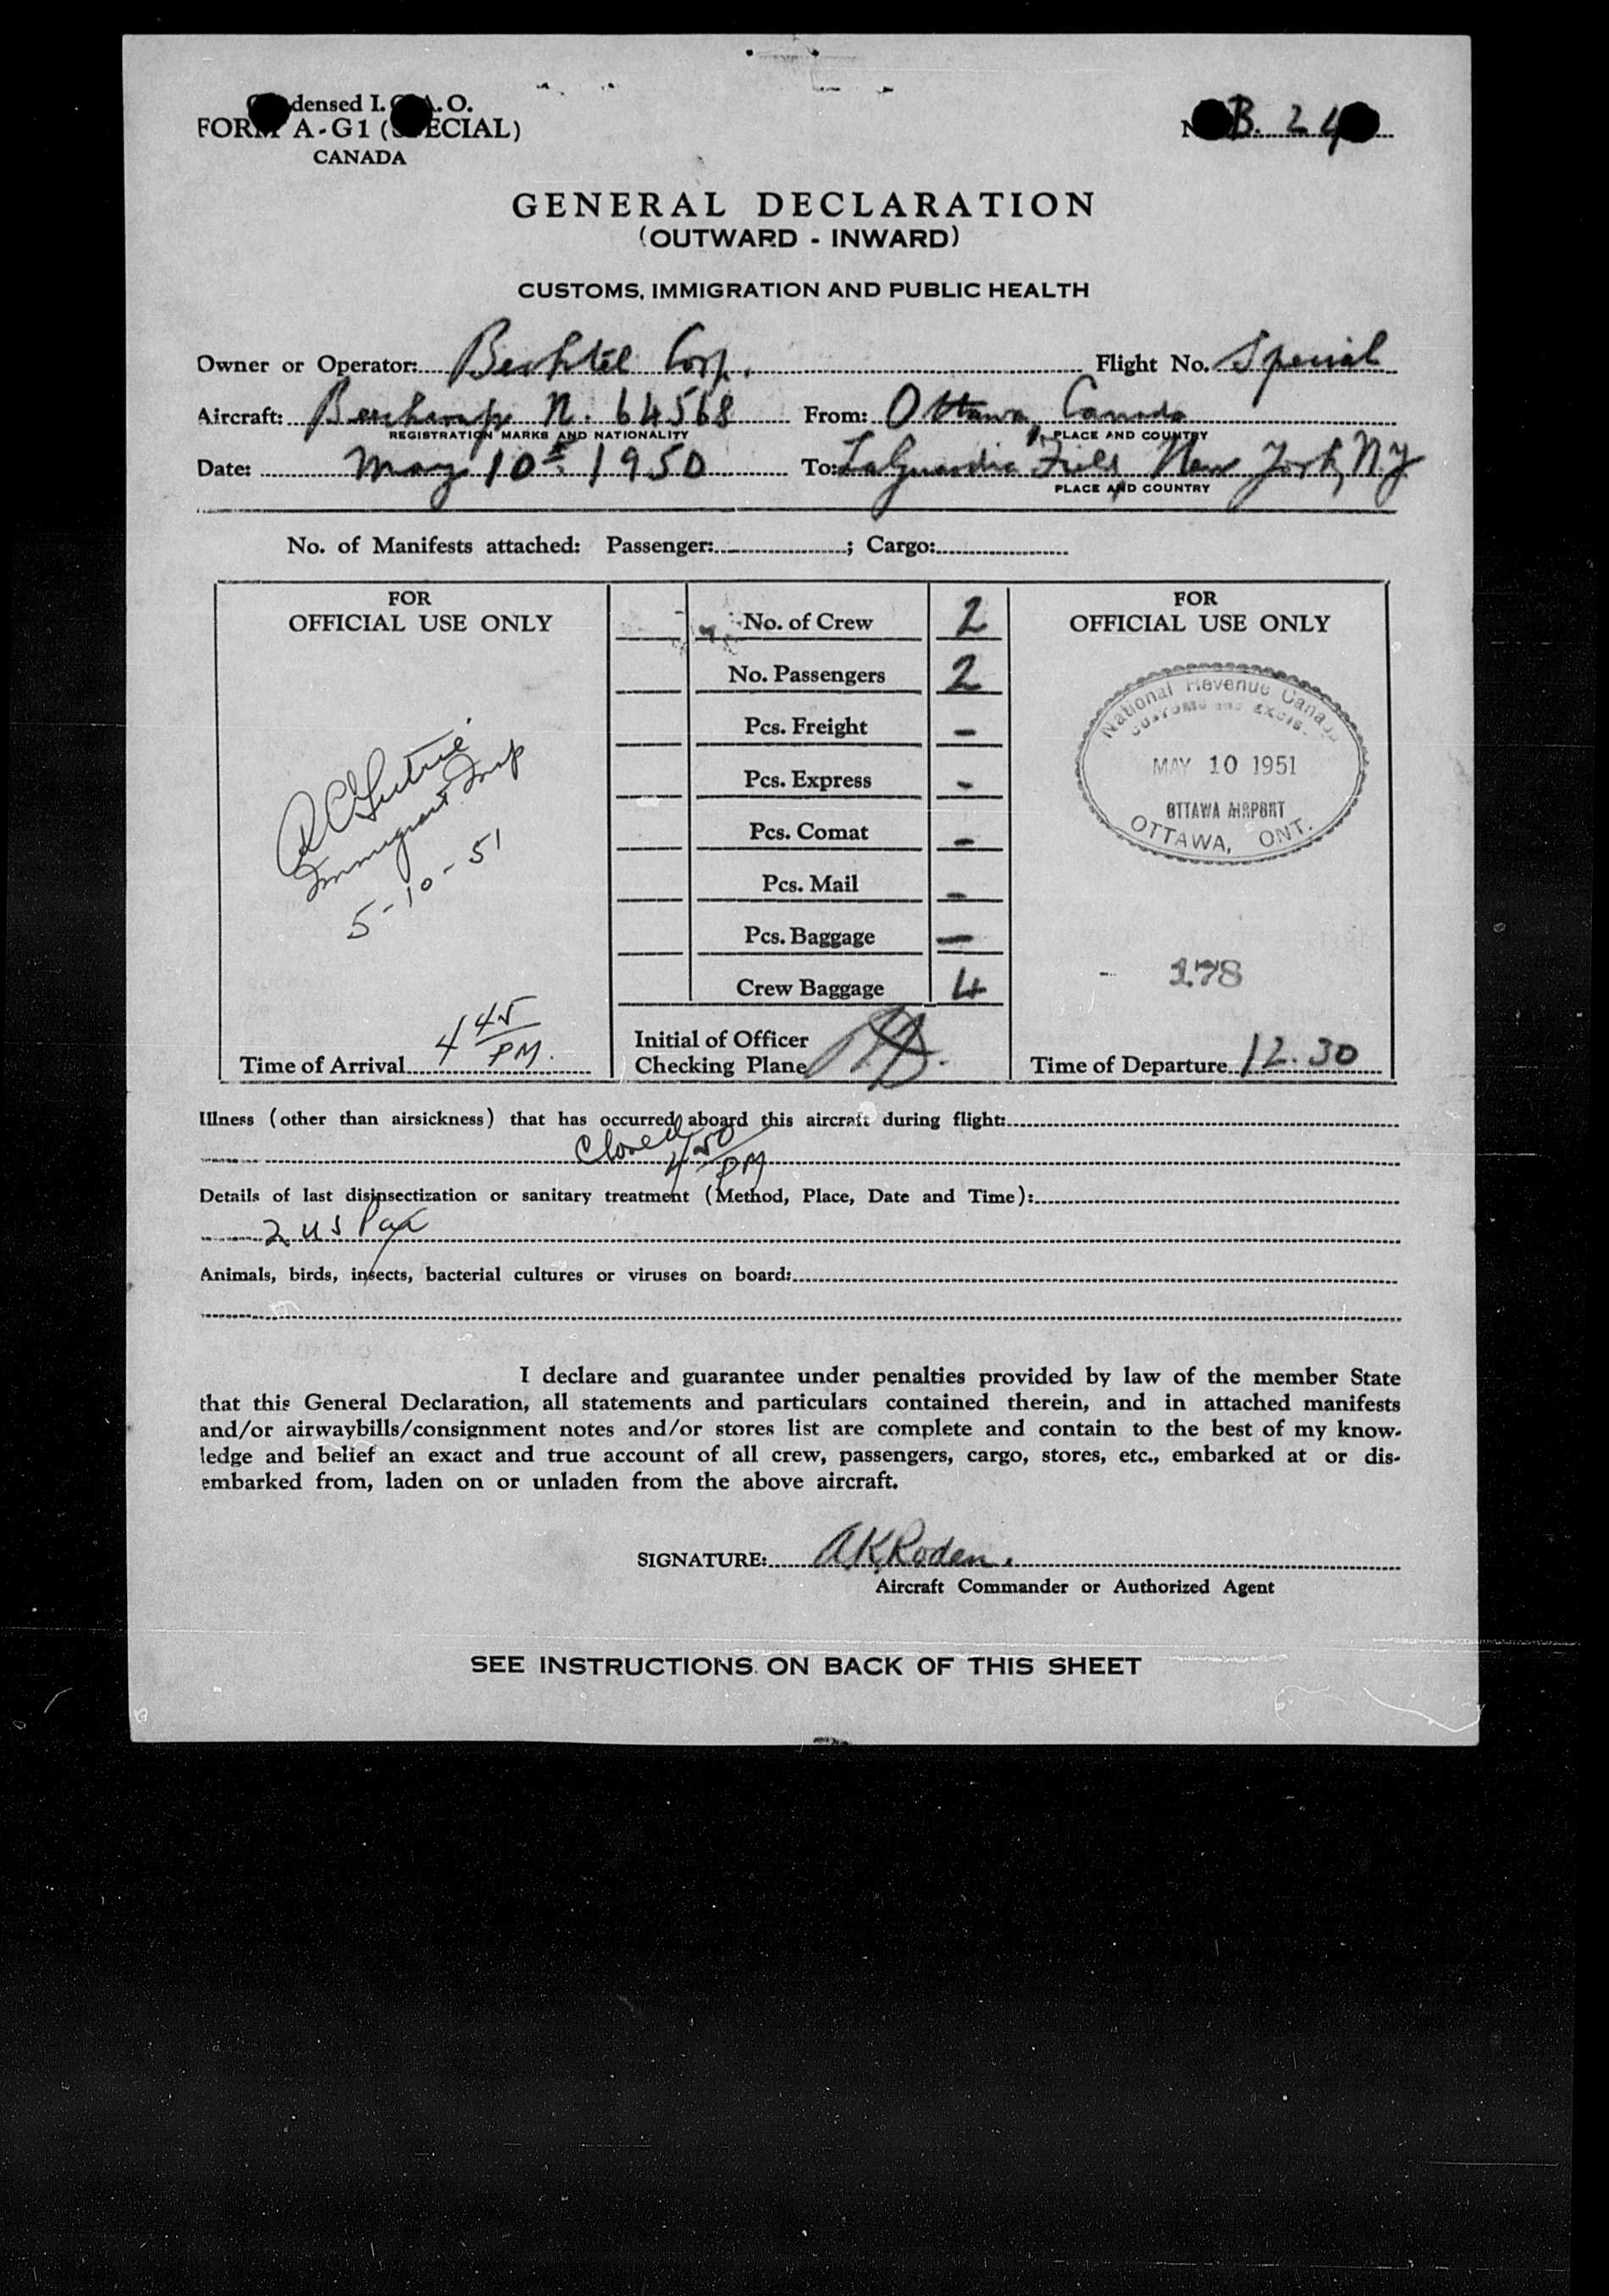 Condensed I.C.A.O.
FORM A-G1 (SPECIAL)
CANADA
B. 24
GENERAL DECLARATION
(OUTWARD - INWARD)
CUSTOMS, IMMIGRATION AND PUBLIC HEALTH
Owner or Operator: Bechtel Corp. Flight No. Special
Aircraft: N. 64568 From: Ottawa, Canada
REGISTRATION MARKS AND NATIONALITY PLACE AND COUNTRY
Date: May 10th 1950 To: LaGuardia Field, New York, NY
PLACE AND COUNTRY
No. of Manifests attached: Passenger: ; Cargo:
FOR
OFFICIAL USE ONLY
Immigrant Insp
5-10-51
Time of Arrival 4 45 PM.
No. of Crew 2
No. Passengers 2
Pcs. Freight -
Pcs. Express -
Pcs. Comat -
Pcs. Mail -
Pcs. Baggage -
Crew Baggage 4
Initial of Officer
Checking Plane
FOR
OFFICIAL USE ONLY
National Revenue Canada
CUSTOMS AND EXCISE
MAY 10 1951
OTTAWA AIRPORT
OTTAWA, ONT.
- 278
Time of Departure 12.30
Illness (other than airsickness) that has occurred aboard this aircraft during flight:
Closed 4 50 PM
Details of last disinsectization or sanitary treatment (Method, Place, Date and Time):
2 US Pax
Animals, birds, insects, bacterial cultures or viruses on board:
I declare and guarantee under penalties provided by law of the member State
that this General Declaration, all statements and particulars contained therein, and in attached manifests
and/or airwaybills/consignment notes and/or stores list are complete and contain to the best of my know-
ledge and belief an exact and true account of all crew, passengers, cargo, stores, etc., embarked at or dis-
embarked from, laden on or unladen from the above aircraft.
SIGNATURE: A.K.Roden.
Aircraft Commander or Authorized Agent
SEE INSTRUCTIONS ON BACK OF THIS SHEET